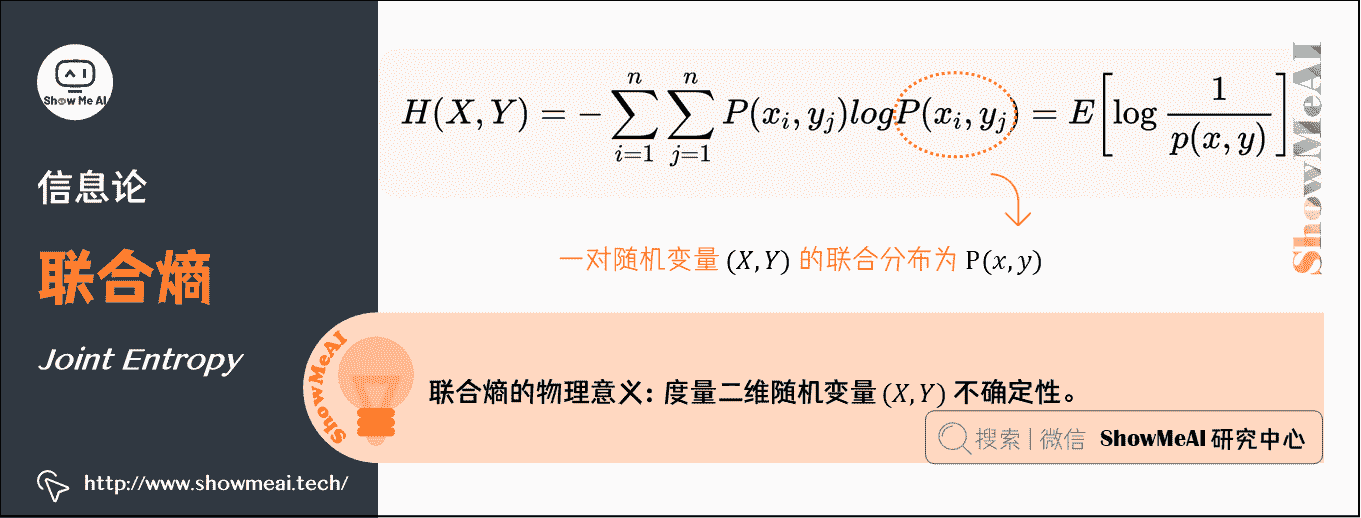 Show Me AI
信息论
联合熵
Joint Entropy
http://www.showmeai.tech/
H(X,Y) = -\sum_{i=1}^{n}\sum_{j=1}^{n} P(x_i,y_j)logP(x_i,y_j) = E[log \frac{1}{p(x,y)}]
一对随机变量 (X,Y) 的联合分布为 P(x,y)
ShowMeAI
ShowMeAI
联合熵的物理意义: 度量二维随机变量 (X,Y) 不确定性。
搜索 | 微信 ShowMeAI 研究中心